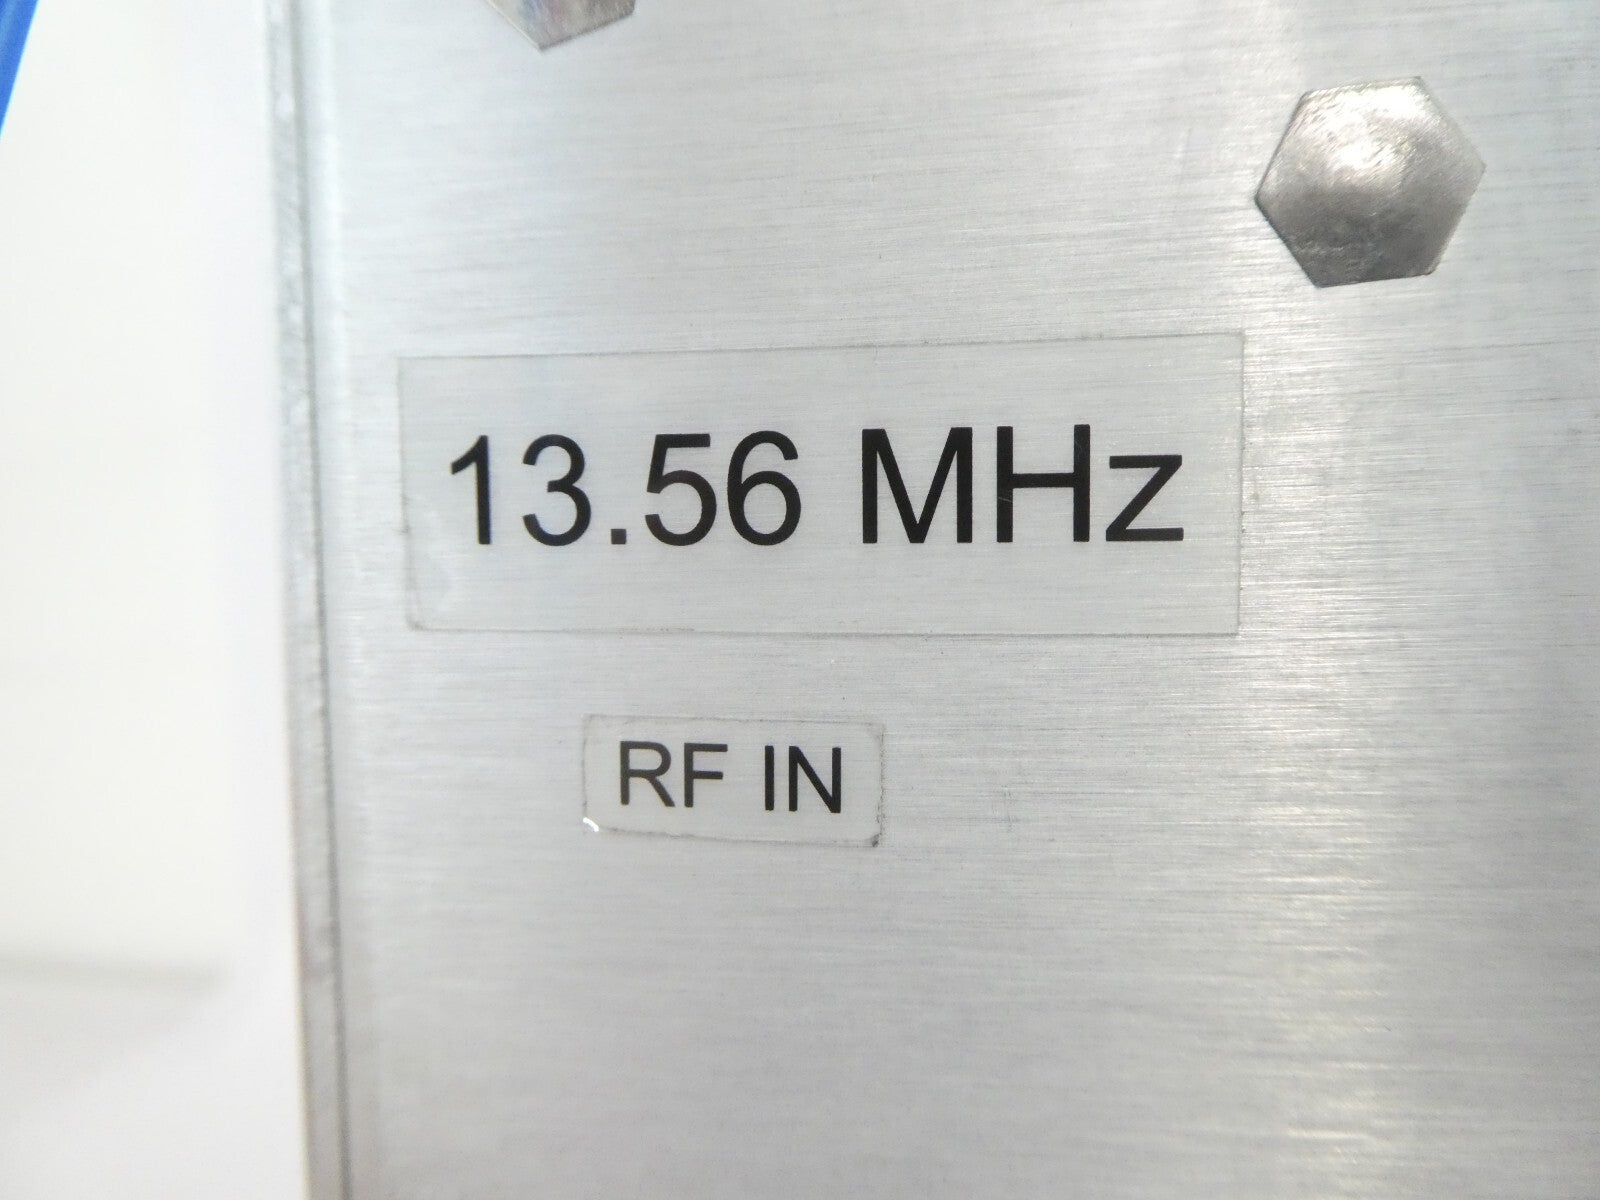 13.56 MHz
RF IN